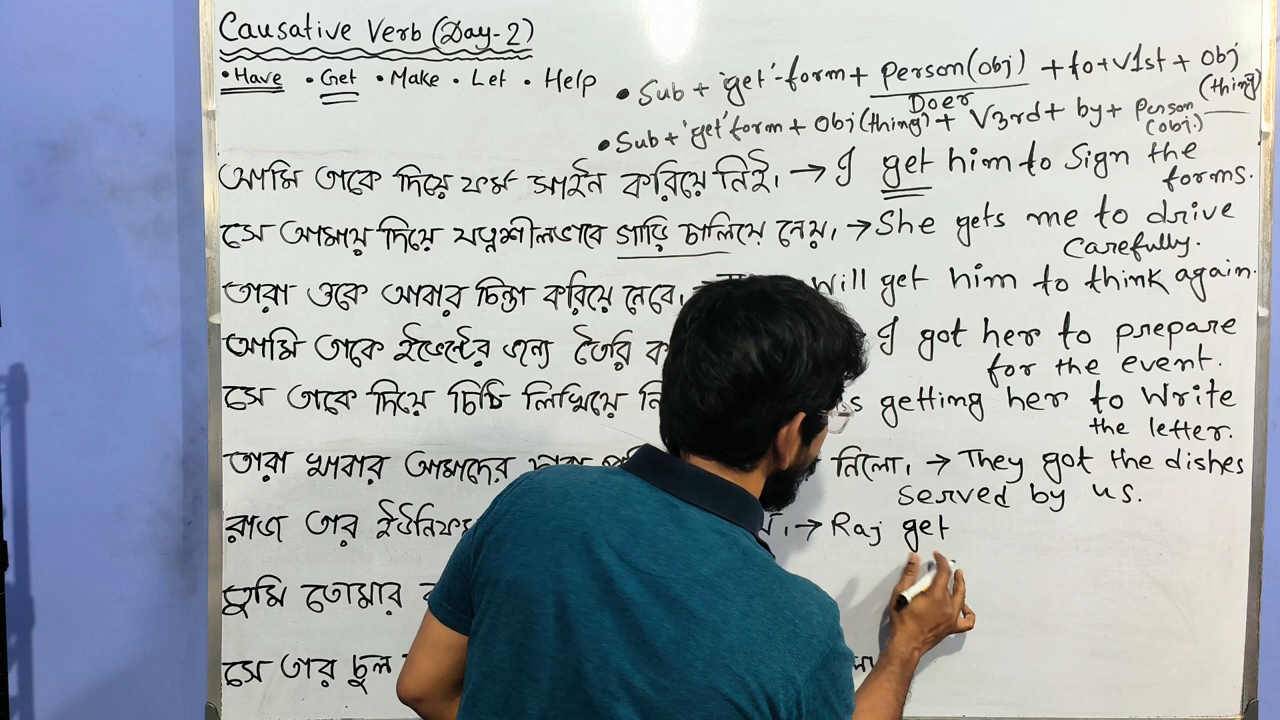 Causative Verb (Day-2)
• Have • Get • Make • Let • Help
• Sub + 'get'-form + Person(obj) + to+V1st + obj (thing)
Doer
• Sub + 'get' form + Obj(thing) + V3rd + by + Person (obj.)
আমি তাকে দিয়ে ফর্ম সাইন করিয়ে নিই। → I get him to sign the
forms.
সে আমায় দিয়ে যত্নশীলভাবে গাড়ি চালিয়ে নেয়। → She gets me to drive
carefully.
তারা ওকে আবার চিন্তা করিয়ে নেবে। → will get him to think again.
আমি তাকে ইভেন্টের জন্যে তৈরি I got her to prepare
for the event.
সে তাকে দিয়ে চিঠি লিখিয়ে getting her to write
the letter.
তারা খাবার আমাদের দ্বারা নিলো। → They got the dishes
served by us.
রাজ তার → Raj get
তুমি তোমার
সে তার চুল